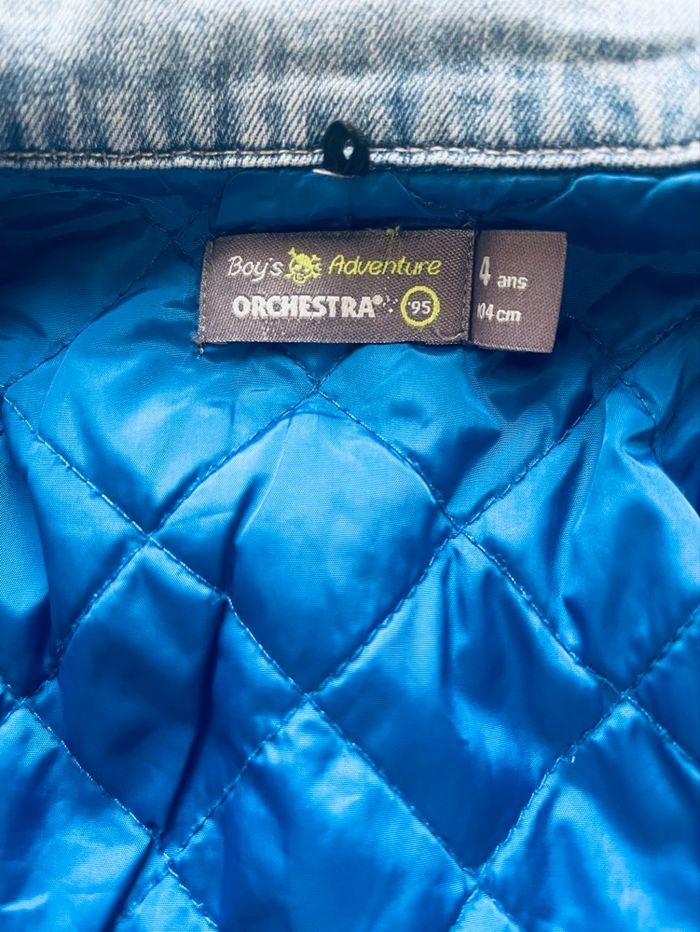 Boy's Adventure
ORCHESTRA® '95
4 ans
104 cm